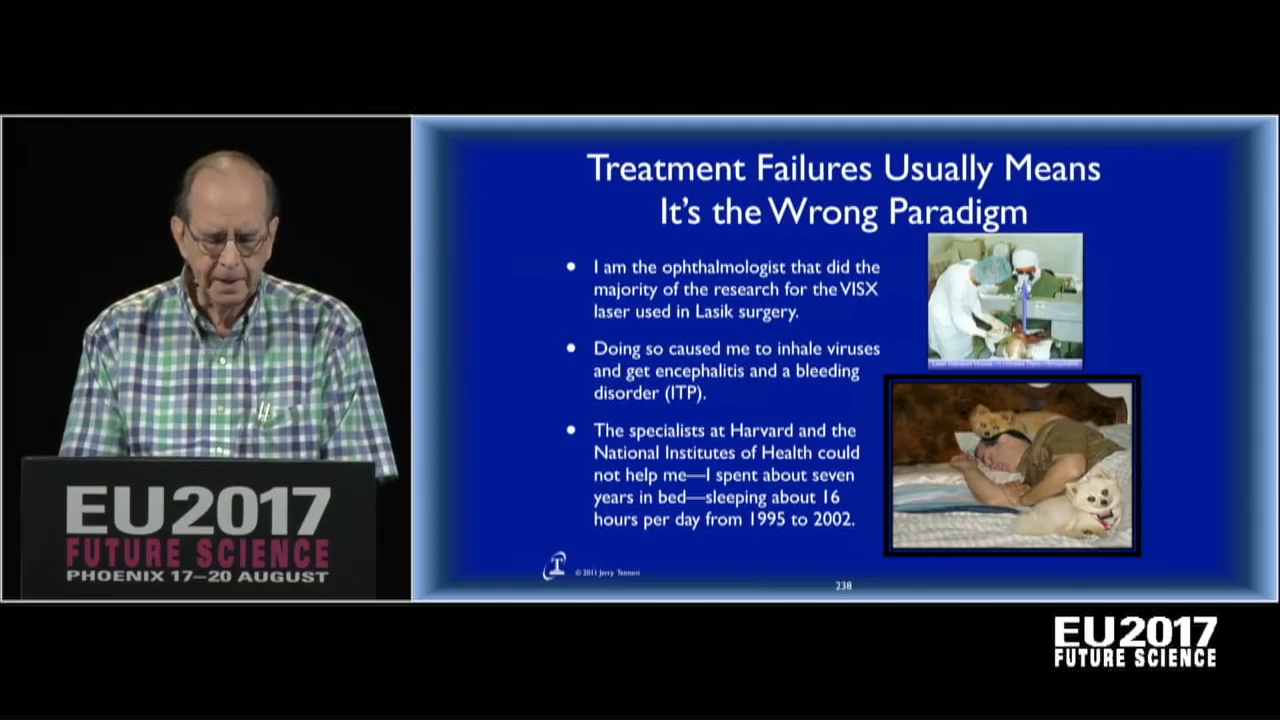 Treatment Failures Usually Means
It's the Wrong Paradigm
• I am the ophthalmologist that did the
majority of the research for the VISX
laser used in Lasik surgery.
• Doing so caused me to inhale viruses
and get encephalitis and a bleeding
disorder (ITP).
• The specialists at Harvard and the
National Institutes of Health could
not help me—I spent about seven
years in bed—sleeping about 16
hours per day from 1995 to 2002.
T
© 2011 Jerry Tennant
238
EU2017
FUTURE SCIENCE
PHOENIX 17–20 AUGUST
EU2017
FUTURE SCIENCE